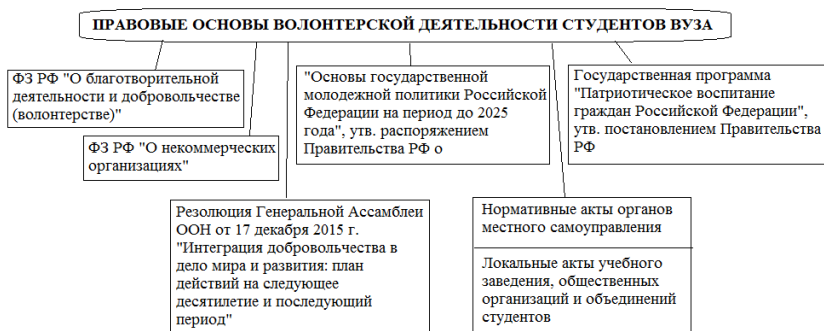 ПРАВОВЫЕ ОСНОВЫ ВОЛОНТЕРСКОЙ ДЕЯТЕЛЬНОСТИ СТУДЕНТОВ ВУЗА
ФЗ РФ "О благотворительной
деятельности и добровольчестве
(волонтерстве)"
ФЗ РФ "О некоммерческих
организациях"
"Основы государственной
молодежной политики Российской
Федерации на период до 2025
года", утв. распоряжением
Правительства РФ о
Государственная программа
"Патриотическое воспитание
граждан Российской Федерации",
утв. постановлением Правительства
РФ
Резолюция Генеральной Ассамблеи
ООН от 17 декабря 2015 г.
"Интеграция добровольчества в
дело мира и развития: план
действий на следующее
десятилетие и последующий
период"
Нормативные акты органов
местного самоуправления
Локальные акты учебного
заведения, общественных
организаций и объединений
студентов